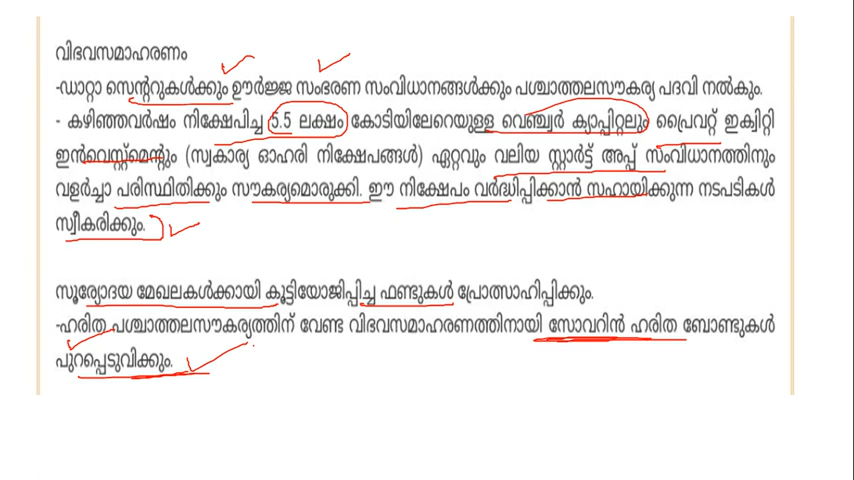 വിഭവസമാഹരണം
-ഡാറ്റാ സെന്ററുകൾക്കും ഊർജ്ജ സംഭരണ സംവിധാനങ്ങൾക്കും പശ്ചാത്തലസൗകര്യ പദവി നൽകും.
- കഴിഞ്ഞവർഷം നിക്ഷേപിച്ച 5.5 ലക്ഷം കോടിയിലേറെയുള്ള വെഞ്ച്വർ ക്യാപ്പിറ്റലും പ്രൈവറ്റ് ഇക്വിറ്റി
ഇൻവെസ്റ്റ്മെന്റും (സ്വകാര്യ ഓഹരി നിക്ഷേപങ്ങൾ) ഏറ്റവും വലിയ സ്റ്റാർട്ട് അപ്പ് സംവിധാനത്തിനും
വളർച്ചാ പരിസ്ഥിതിക്കും സൗകര്യമൊരുക്കി. ഈ നിക്ഷേപം വർദ്ധിപ്പിക്കാൻ സഹായിക്കുന്ന നടപടികൾ
സ്വീകരിക്കും.
സൂര്യോദയ മേഖലകൾക്കായി കൂട്ടിയോജിപ്പിച്ച ഫണ്ടുകൾ പ്രോത്സാഹിപ്പിക്കും.
-ഹരിത പശ്ചാത്തലസൗകര്യത്തിന് വേണ്ട വിഭവസമാഹരണത്തിനായി സോവറിൻ ഹരിത ബോണ്ടുകൾ
പുറപ്പെടുവിക്കും.